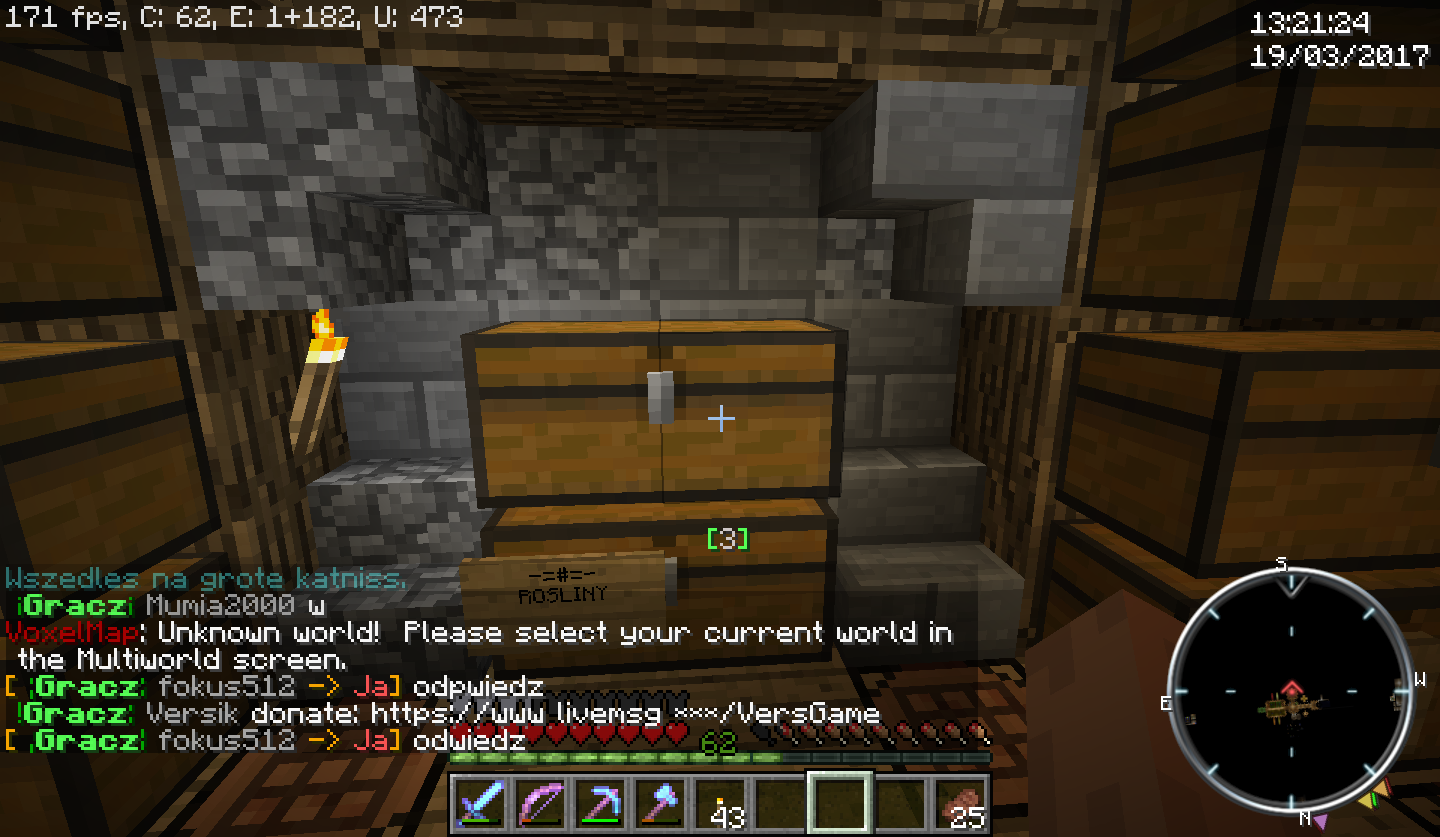 171 fps, C: 62, E: 1+182, U: 473
13:21:24
19/03/2017
[3]
-=#=-
ROSLINY
Wszedles na grote katniss.
¡Gracz¡ Mumia2000 w
VoxelMap: Unknown world! Please select your current world in
the Multiworld screen.
[ ¡Gracz¦ fokus512 -> Ja] odpwiedz
!Gracz¦ Versik donate: https://www livemsg xxx/VersGame
[ ¡Gracz¦ fokus512 -> Ja] odwiedz
62
43
25
S
W
E
N